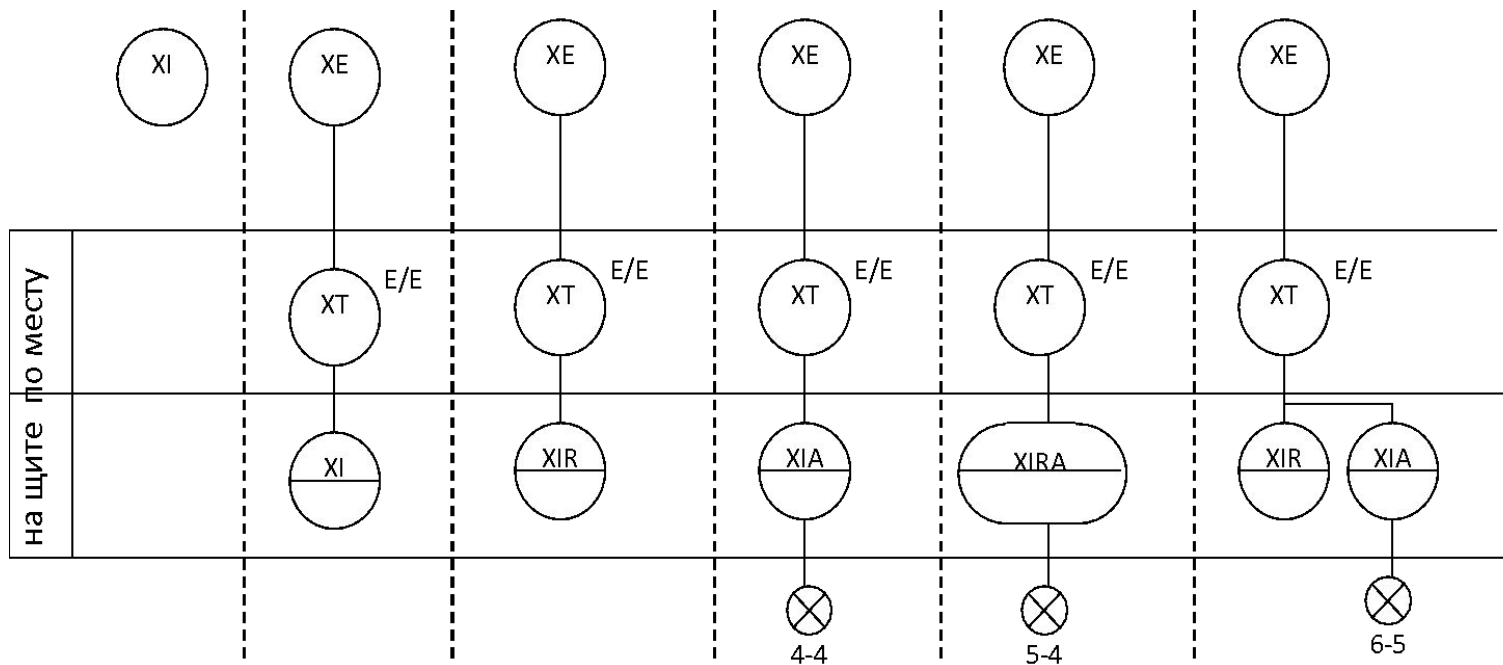 XI XE XE XE XE XE
по месту
XT E/E XT E/E XT E/E XT E/E XT E/E
на щите
XI XIR XIA XIRA XIR XIA
4-4 5-4 6-5